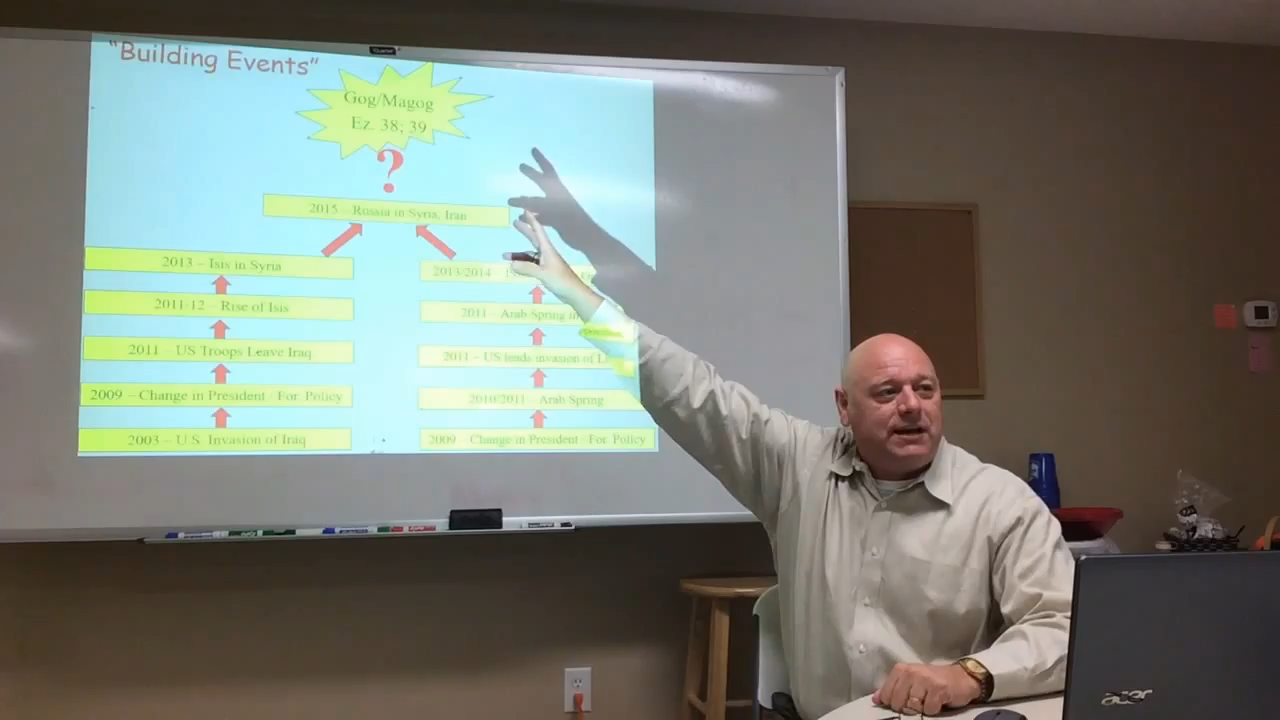 "Building Events"
Gog/Magog
Ez. 38; 39
?
2015 – Russia in Syria, Iran
2013 – Isis in Syria
2013/2014
2011-12 – Rise of Isis
2011 – Arab Spring in
2011 – US Troops Leave Iraq
2011 – US leads invasion of
2009 – Change in President / For. Policy
2010/2011 – Arab Spring
2003 – U.S. Invasion of Iraq
2009 – Change in President / For. Policy
acer